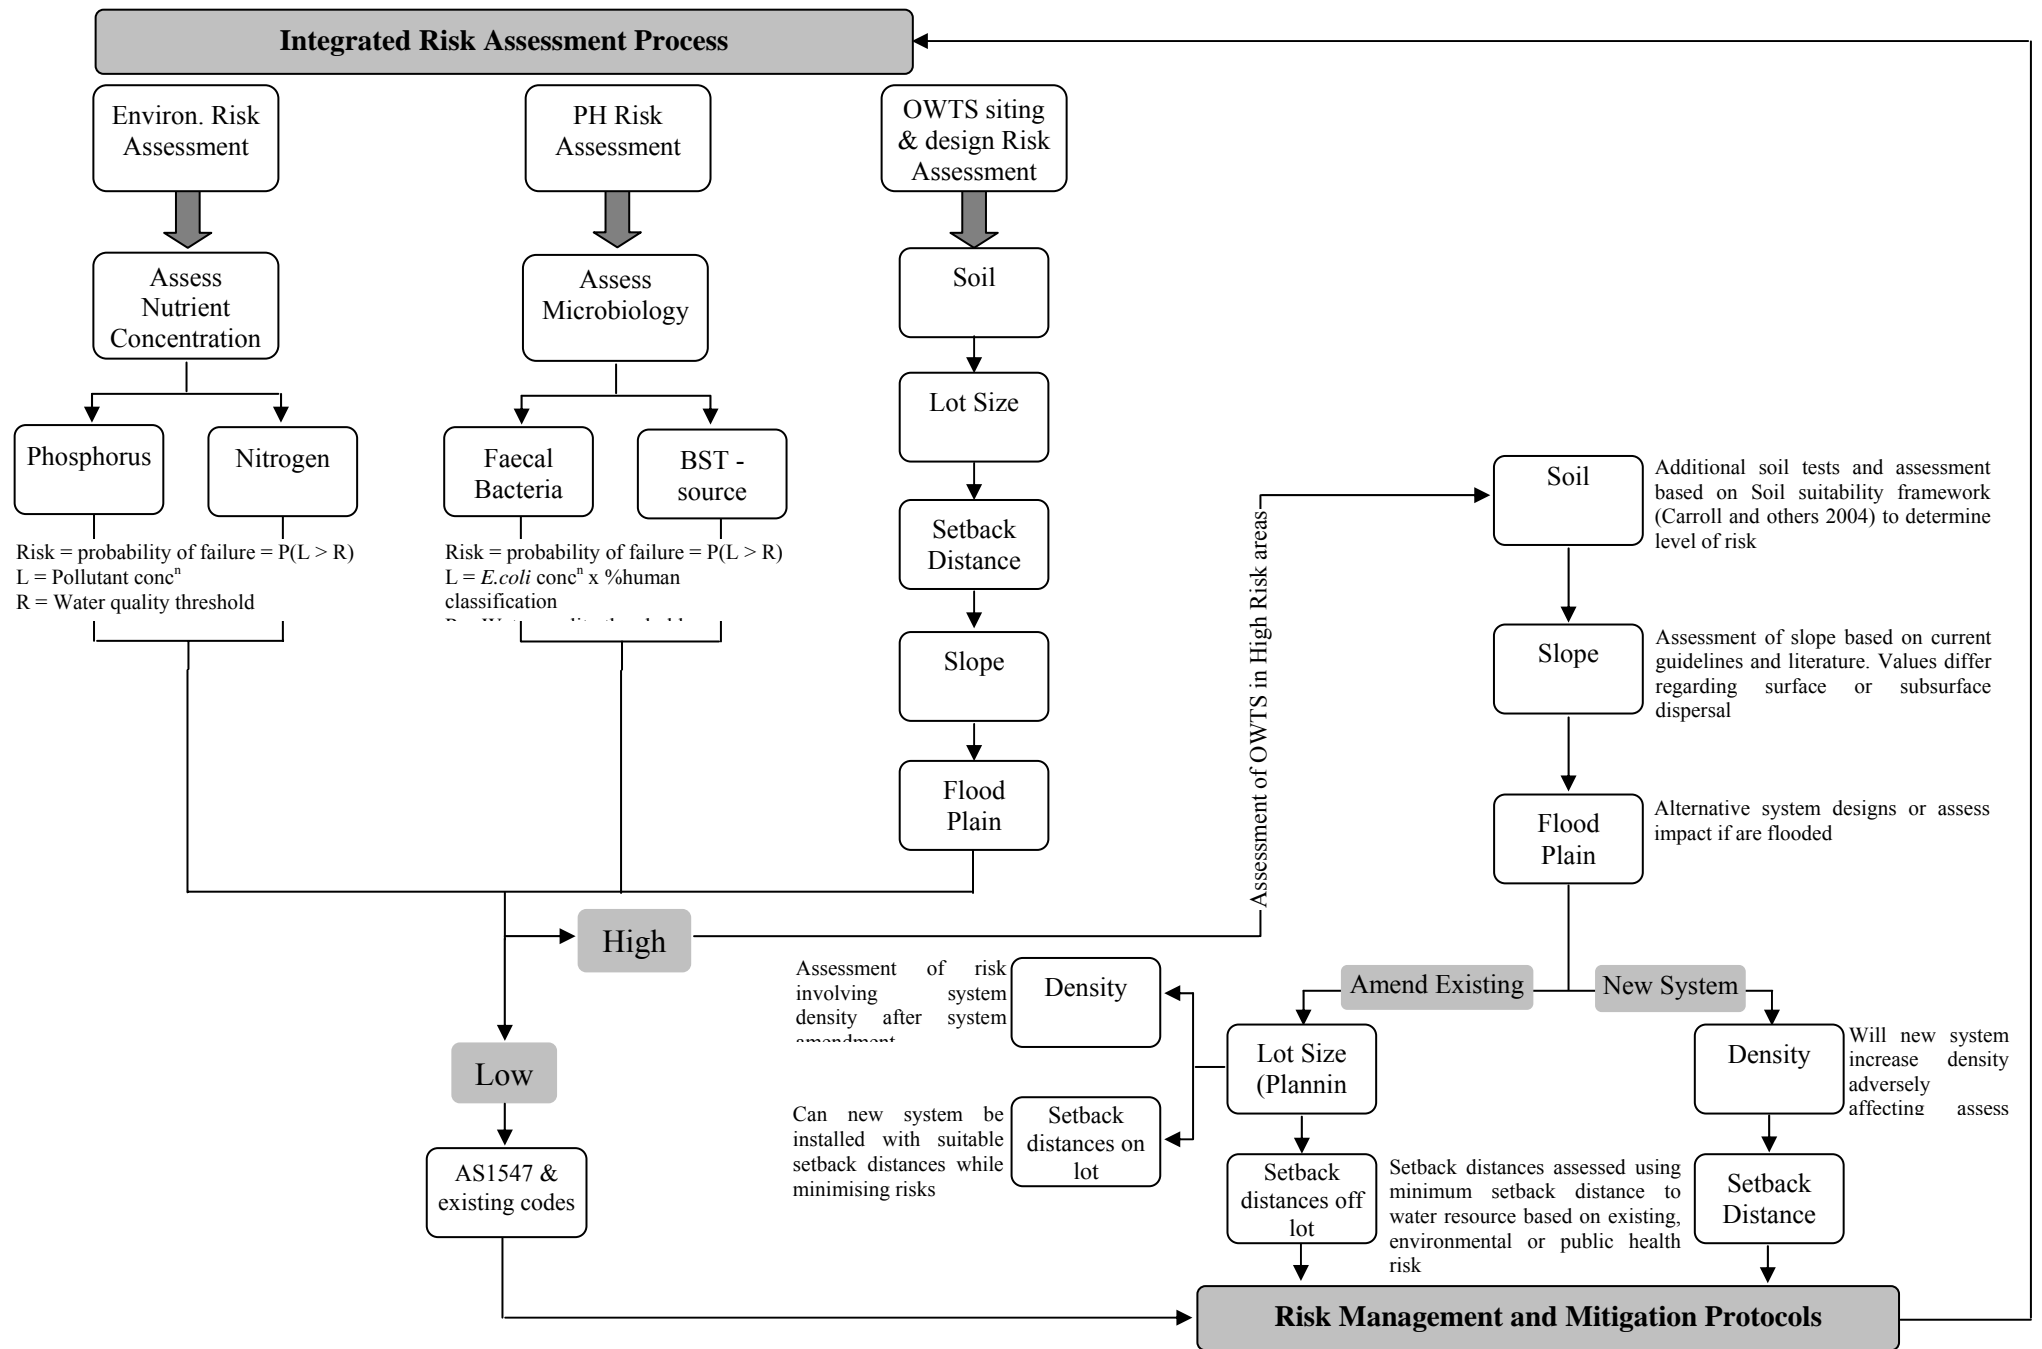 Integrated Risk Assessment Process
Environ. Risk
Assessment
PH Risk
Assessment
OWTS siting
& design Risk
Assessment
Assess
Nutrient
Concentration
Assess
Microbiology
Soil
Lot Size
Setback
Distance
Slope
Flood
Plain
Phosphorus
Nitrogen
Faecal
Bacteria
BST -
source
Risk = probability of failure = P(L > R)
L = Pollutant concⁿ
R = Water quality threshold
Risk = probability of failure = P(L > R)
L = E.coli concⁿ x %human
classification
High
Low
AS1547 &
existing codes
Assessment of OWTS in High Risk areas
Soil
Additional soil tests and assessment
based on Soil suitability framework
(Carroll and others 2004) to determine
level of risk
Slope
Assessment of slope based on current
guidelines and literature. Values differ
regarding surface or subsurface
dispersal
Flood
Plain
Alternative system designs or assess
impact if are flooded
Amend Existing
New System
Assessment of risk
involving system
density after system
amendment
Density
Can new system be
installed with suitable
setback distances while
minimising risks
Setback
distances on
lot
Lot Size
(Plannin
Setback
distances off
lot
Setback distances assessed using
minimum setback distance to
water resource based on existing,
environmental or public health
risk
Density
Will new system
increase density
adversely
affecting assess
Setback
Distance
Risk Management and Mitigation Protocols